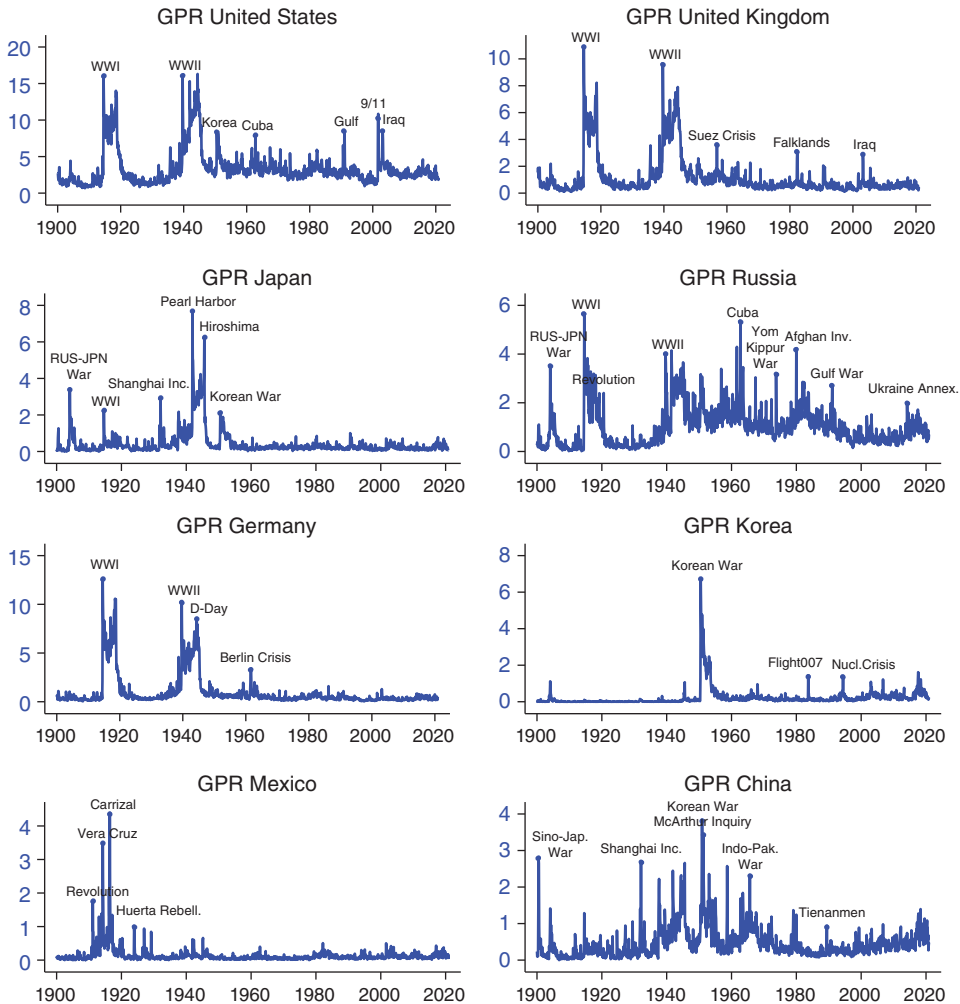 GPR United States
20
15
10
5
0
WWI
WWII
Korea
Cuba
Gulf
9/11
Iraq
1900 1920 1940 1960 1980 2000 2020
GPR United Kingdom
10
8
6
4
2
0
WWI
WWII
Suez Crisis
Falklands
Iraq
1900 1920 1940 1960 1980 2000 2020
GPR Japan
8
6
4
2
0
RUS-JPN
War
WWI
Shanghai Inc.
Pearl Harbor
Hiroshima
Korean War
1900 1920 1940 1960 1980 2000 2020
GPR Russia
6
4
2
0
RUS-JPN
War
WWI
Revolution
WWII
Cuba
Yom
Kippur
War
Afghan Inv.
Gulf War
Ukraine Annex.
1900 1920 1940 1960 1980 2000 2020
GPR Germany
15
10
5
0
WWI
WWII
D-Day
Berlin Crisis
1900 1920 1940 1960 1980 2000 2020
GPR Korea
8
6
4
2
0
Korean War
Flight007
Nucl.Crisis
1900 1920 1940 1960 1980 2000 2020
GPR Mexico
4
3
2
1
0
Carrizal
Vera Cruz
Revolution
Huerta Rebell.
1900 1920 1940 1960 1980 2000 2020
GPR China
4
3
2
1
0
Sino-Jap.
War
Shanghai Inc.
Korean War
McArthur Inquiry
Indo-Pak.
War
Tienanmen
1900 1920 1940 1960 1980 2000 2020